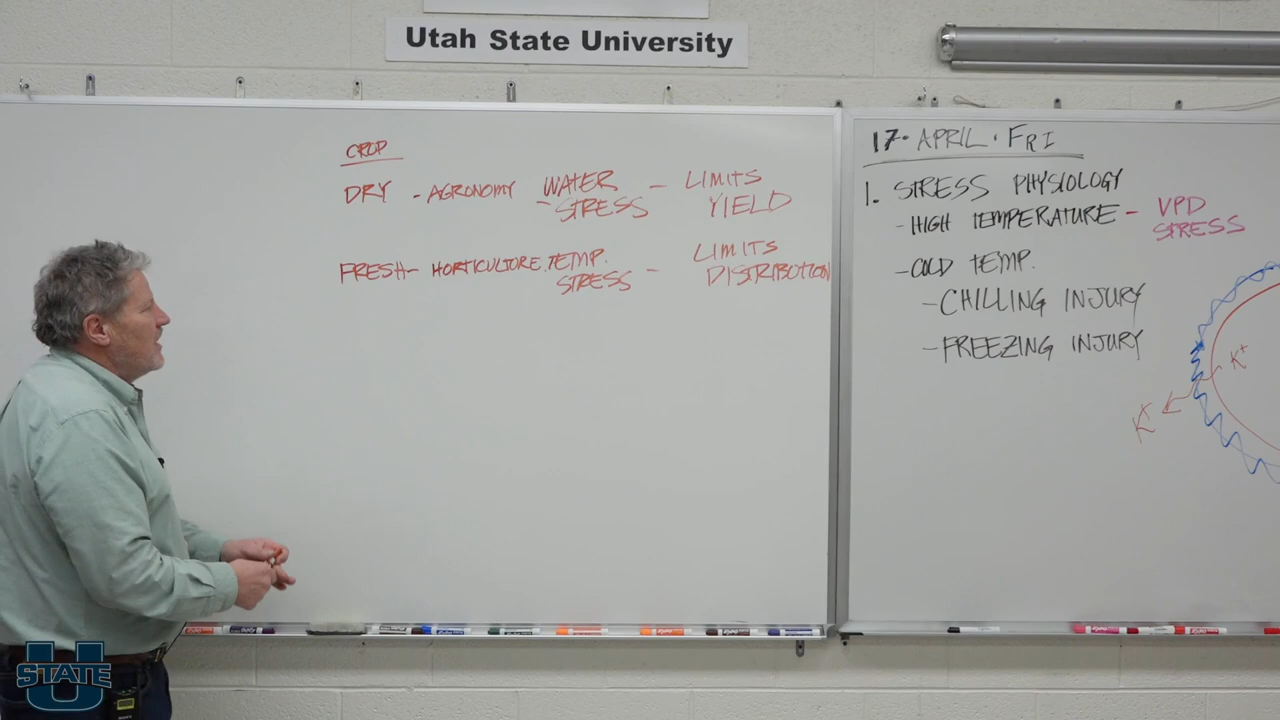 Utah State University
CROP
DRY - AGRONOMY WATER STRESS - LIMITS YIELD
FRESH - HORTICULTURE. TEMP. STRESS - LIMITS DISTRIBUTION
17 · APRIL · FRI
1. STRESS PHYSIOLOGY
- HIGH TEMPERATURE - VPD STRESS
- COLD TEMP.
- CHILLING INJURY
- FREEZING INJURY
K+
K+
U STATE